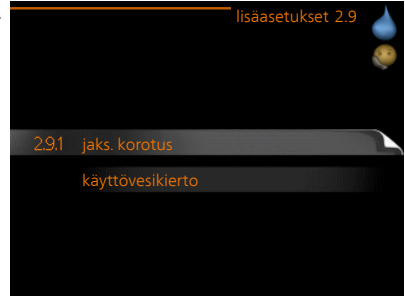 lisäasetukset 2.9
2.9.1 jaks. korotus
käyttövesikierto